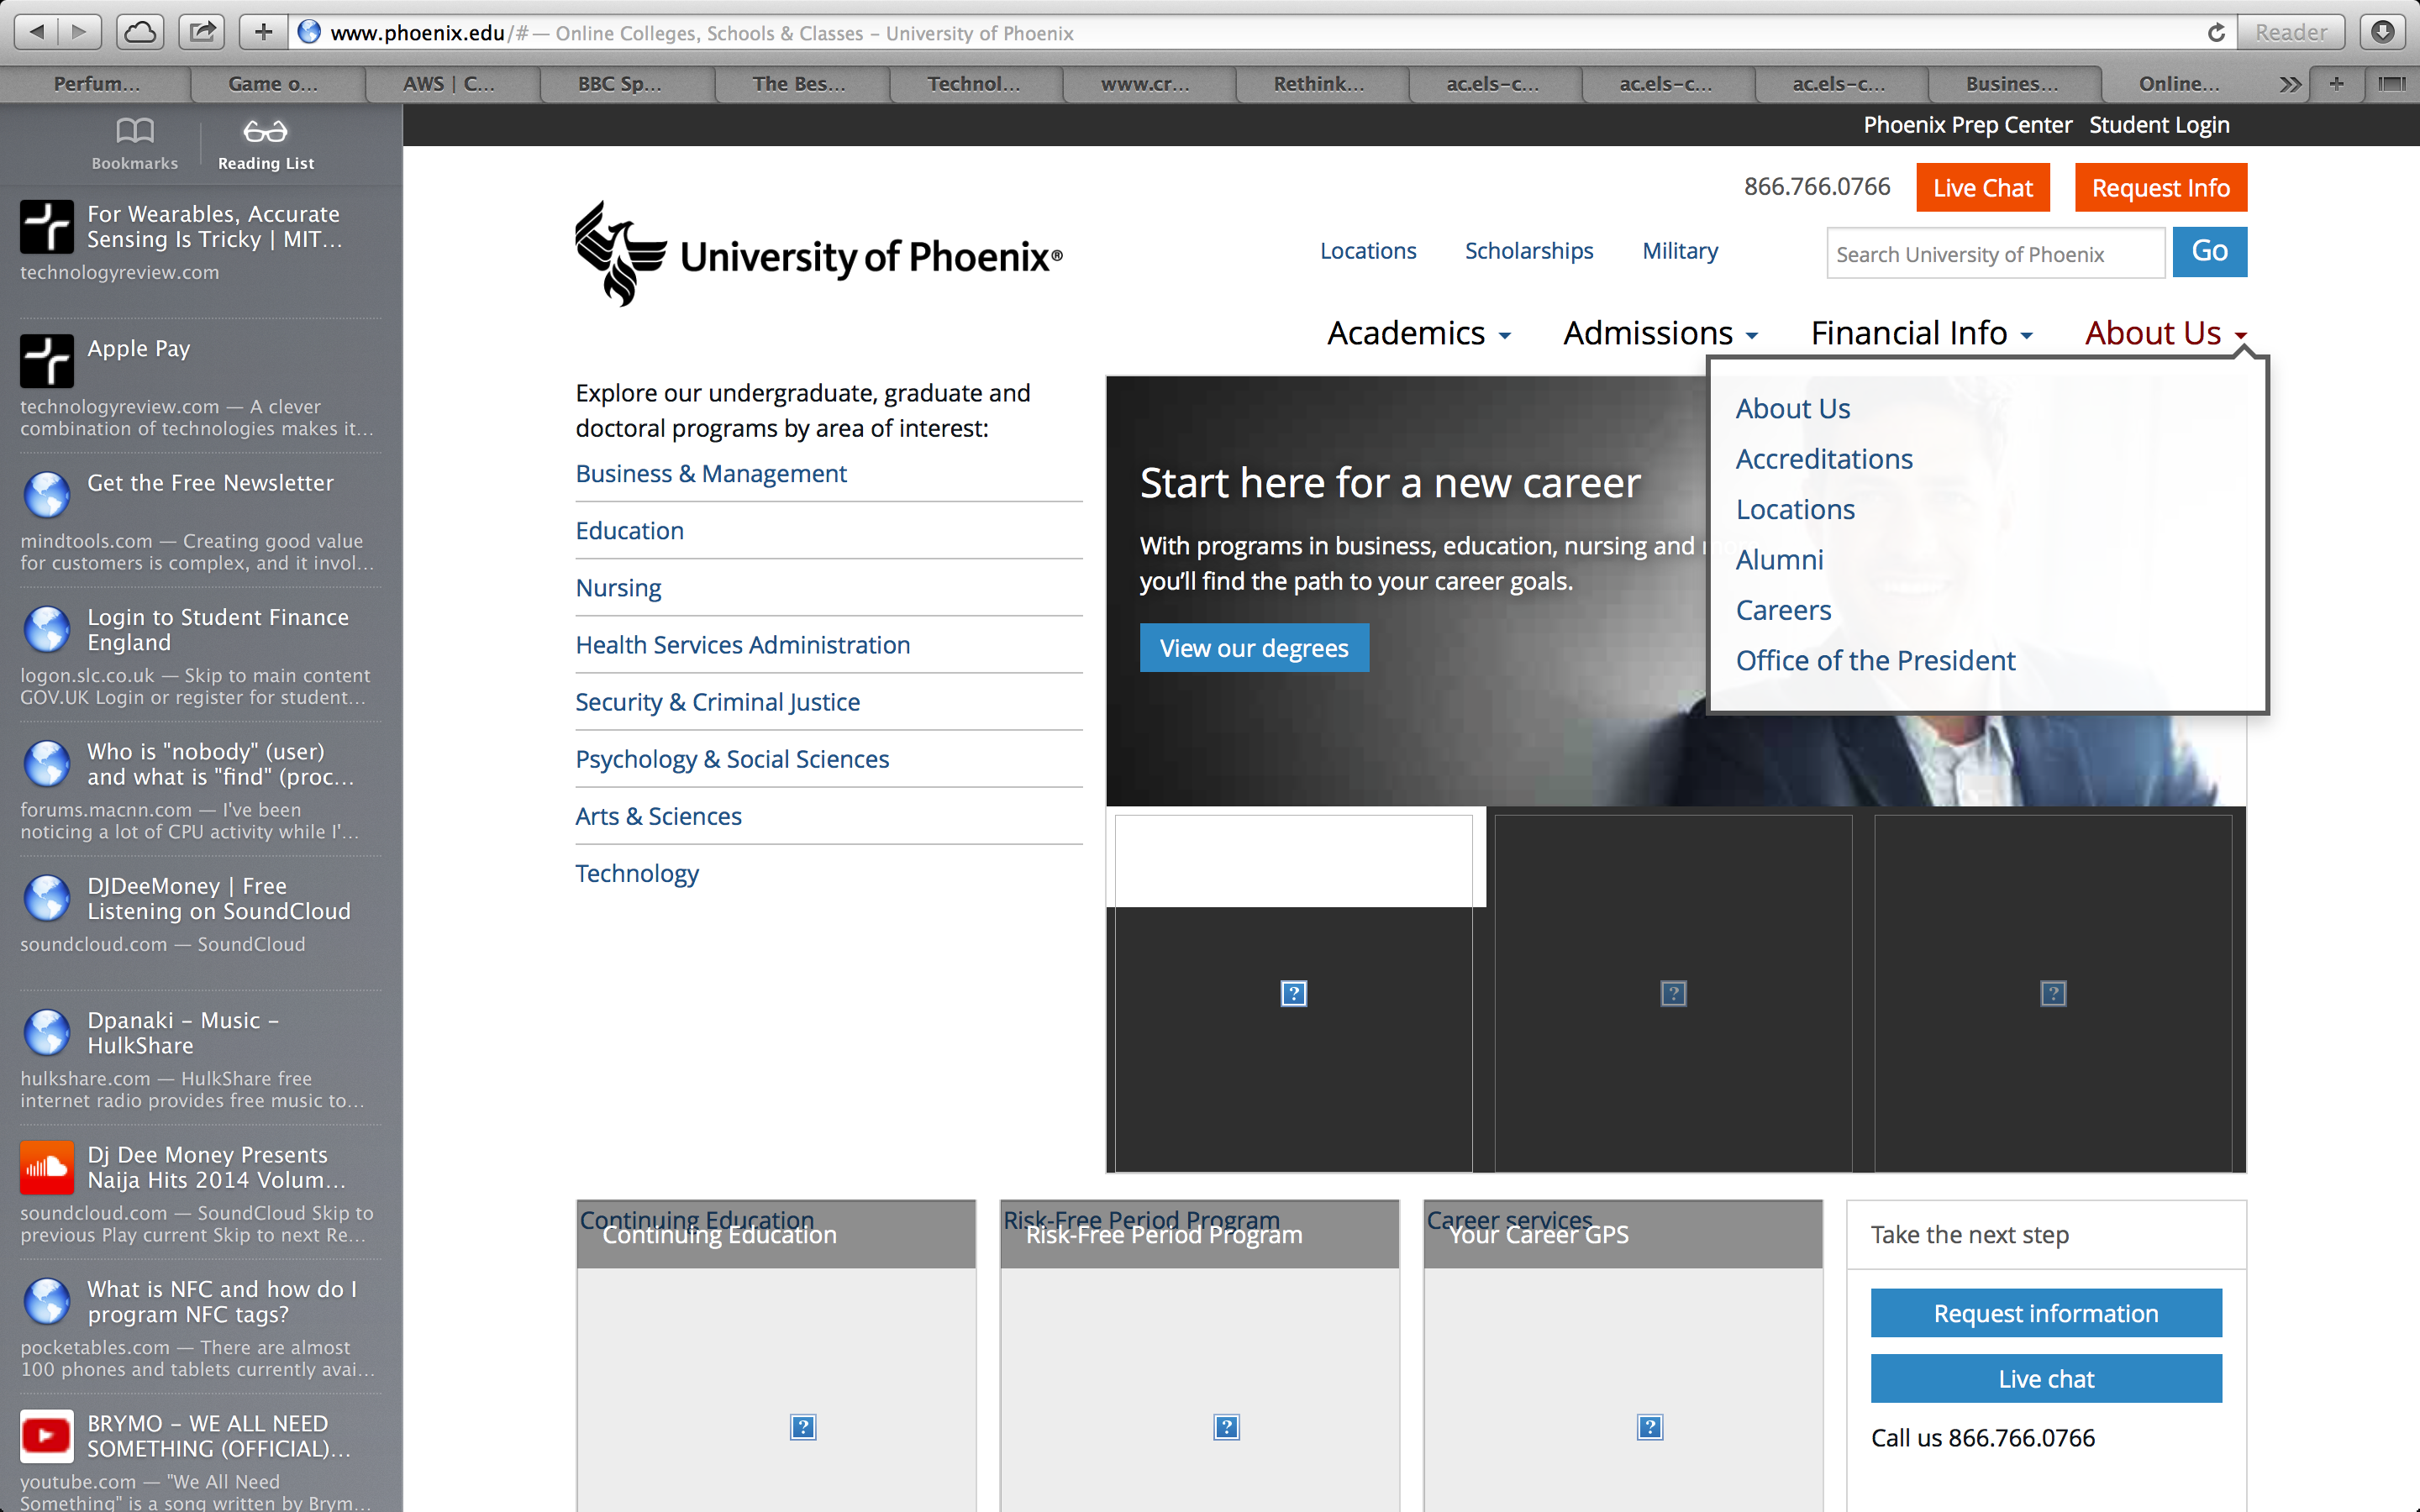 www.phoenix.edu/# — Online Colleges, Schools & Classes – University of Phoenix
Reader
Perfum...
Game o...
AWS | C...
BBC Sp...
The Bes...
Technol...
www.cr...
Rethink...
ac.els-c...
ac.els-c...
ac.els-c...
Busines...
Online...
Bookmarks
Reading List
For Wearables, Accurate
Sensing Is Tricky | MIT...
technologyreview.com
Apple Pay
technologyreview.com — A clever
combination of technologies makes it...
Get the Free Newsletter
mindtools.com — Creating good value
for customers is complex, and it invol...
Login to Student Finance
England
logon.slc.co.uk — Skip to main content
GOV.UK Login or register for student...
Who is "nobody" (user)
and what is "find" (proc...
forums.macnn.com — I've been
noticing a lot of CPU activity while I'...
DJDeeMoney | Free
Listening on SoundCloud
soundcloud.com — SoundCloud
Dpanaki – Music –
HulkShare
hulkshare.com — HulkShare free
internet radio provides free music to...
Dj Dee Money Presents
Naija Hits 2014 Volum...
soundcloud.com — SoundCloud Skip to
previous Play current Skip to next Re...
What is NFC and how do I
program NFC tags?
pocketables.com — There are almost
100 phones and tablets currently avai...
BRYMO – WE ALL NEED
SOMETHING (OFFICIAL)...
youtube.com — "We All Need
Something" is a song written by Brym...
Phoenix Prep Center
Student Login
866.766.0766
Live Chat
Request Info
University of Phoenix®
Locations
Scholarships
Military
Search University of Phoenix
Go
Academics
Admissions
Financial Info
About Us
About Us
Accreditations
Locations
Alumni
Careers
Office of the President
Explore our undergraduate, graduate and
doctoral programs by area of interest:
Business & Management
Education
Nursing
Health Services Administration
Security & Criminal Justice
Psychology & Social Sciences
Arts & Sciences
Technology
Start here for a new career
With programs in business, education, nursing and
you'll find the path to your career goals.
View our degrees
Continuing Education
Continuing Education
Risk-Free Period Program
Risk-Free Period Program
Career services
Your Career GPS
Take the next step
Request information
Live chat
Call us 866.766.0766